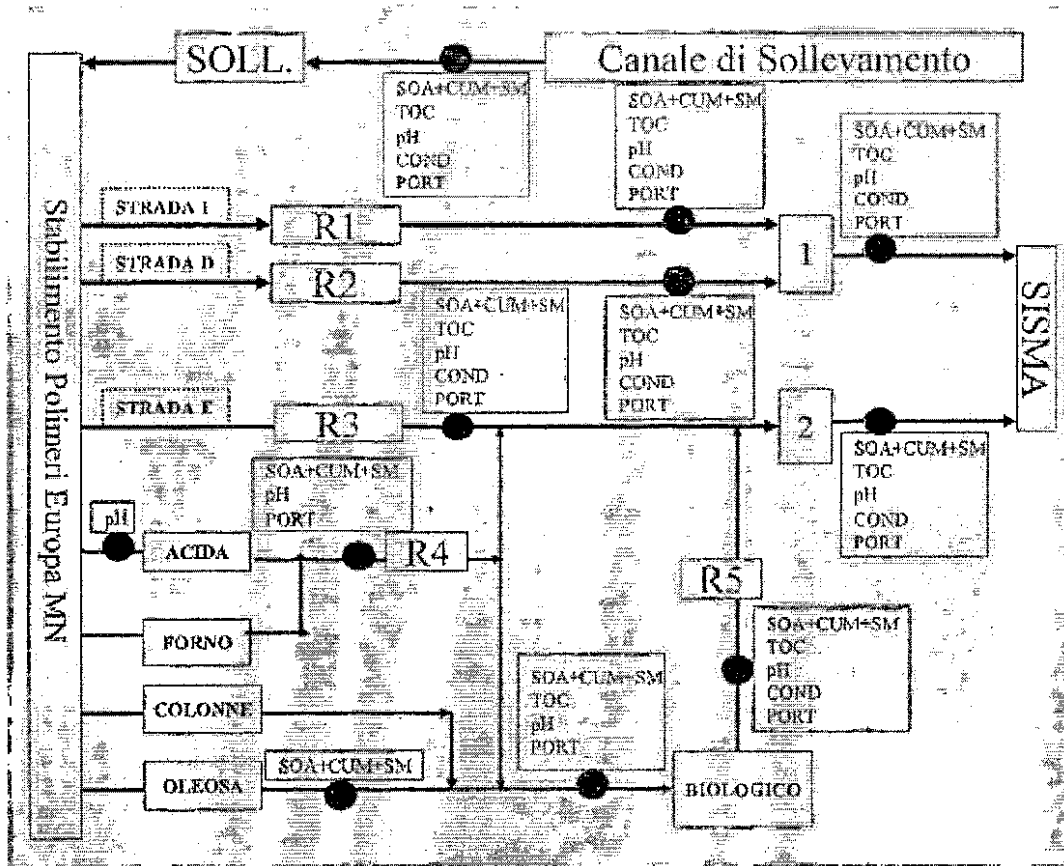 SOLL.
Canale di Sollevamento
SOA+CUM+SM
TOC
pH
COND
PORT
SOA+CUM+SM
TOC
pH
COND
PORT
SOA+CUM+SM
TOC
pH
COND
PORT
Stabilimento Polimeri Europa MN
STRADA I
R1
1
SISMA
STRADA D
R2
SOA+CUM+SM
TOC
pH
COND
PORT
SOA+CUM+SM
TOC
pH
COND
PORT
STRADA E
R3
2
SOA+CUM+SM
pH
PORT
SOA+CUM+SM
TOC
pH
COND
PORT
pH
ACIDA
R4
R5
FORNO
SOA+CUM+SM
TOC
pH
COND
PORT
SOA+CUM+SM
TOC
pH
PORT
COLONNE
SOA+CUM+SM
OLEOSA
BIOLOGICO